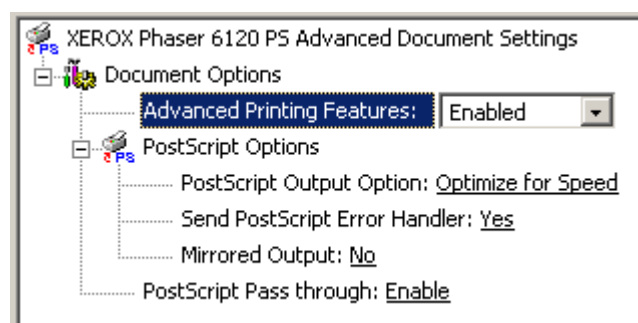 XEROX Phaser 6120 PS Advanced Document Settings
Document Options
Advanced Printing Features: Enabled
PS PostScript Options
PostScript Output Option: Optimize for Speed
Send PostScript Error Handler: Yes
Mirrored Output: No
PostScript Pass through: Enable